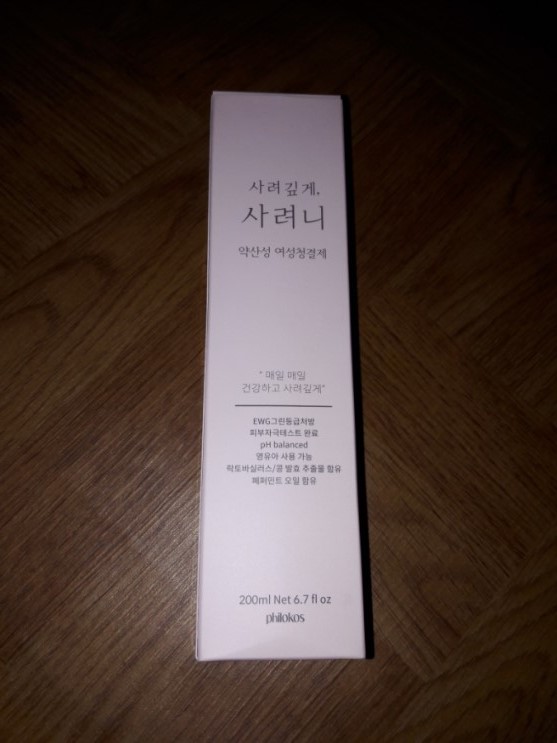 사려깊게,
사려니
약산성 여성청결제
" 매일 매일
건강하고 사려깊게"
EWG그린등급처방
피부자극테스트 완료
pH balanced
영유아 사용 가능
락토바실러스/콩 발효 추출물 함유
페퍼민트 오일 함유
200ml Net 6.7 fl oz
philokos